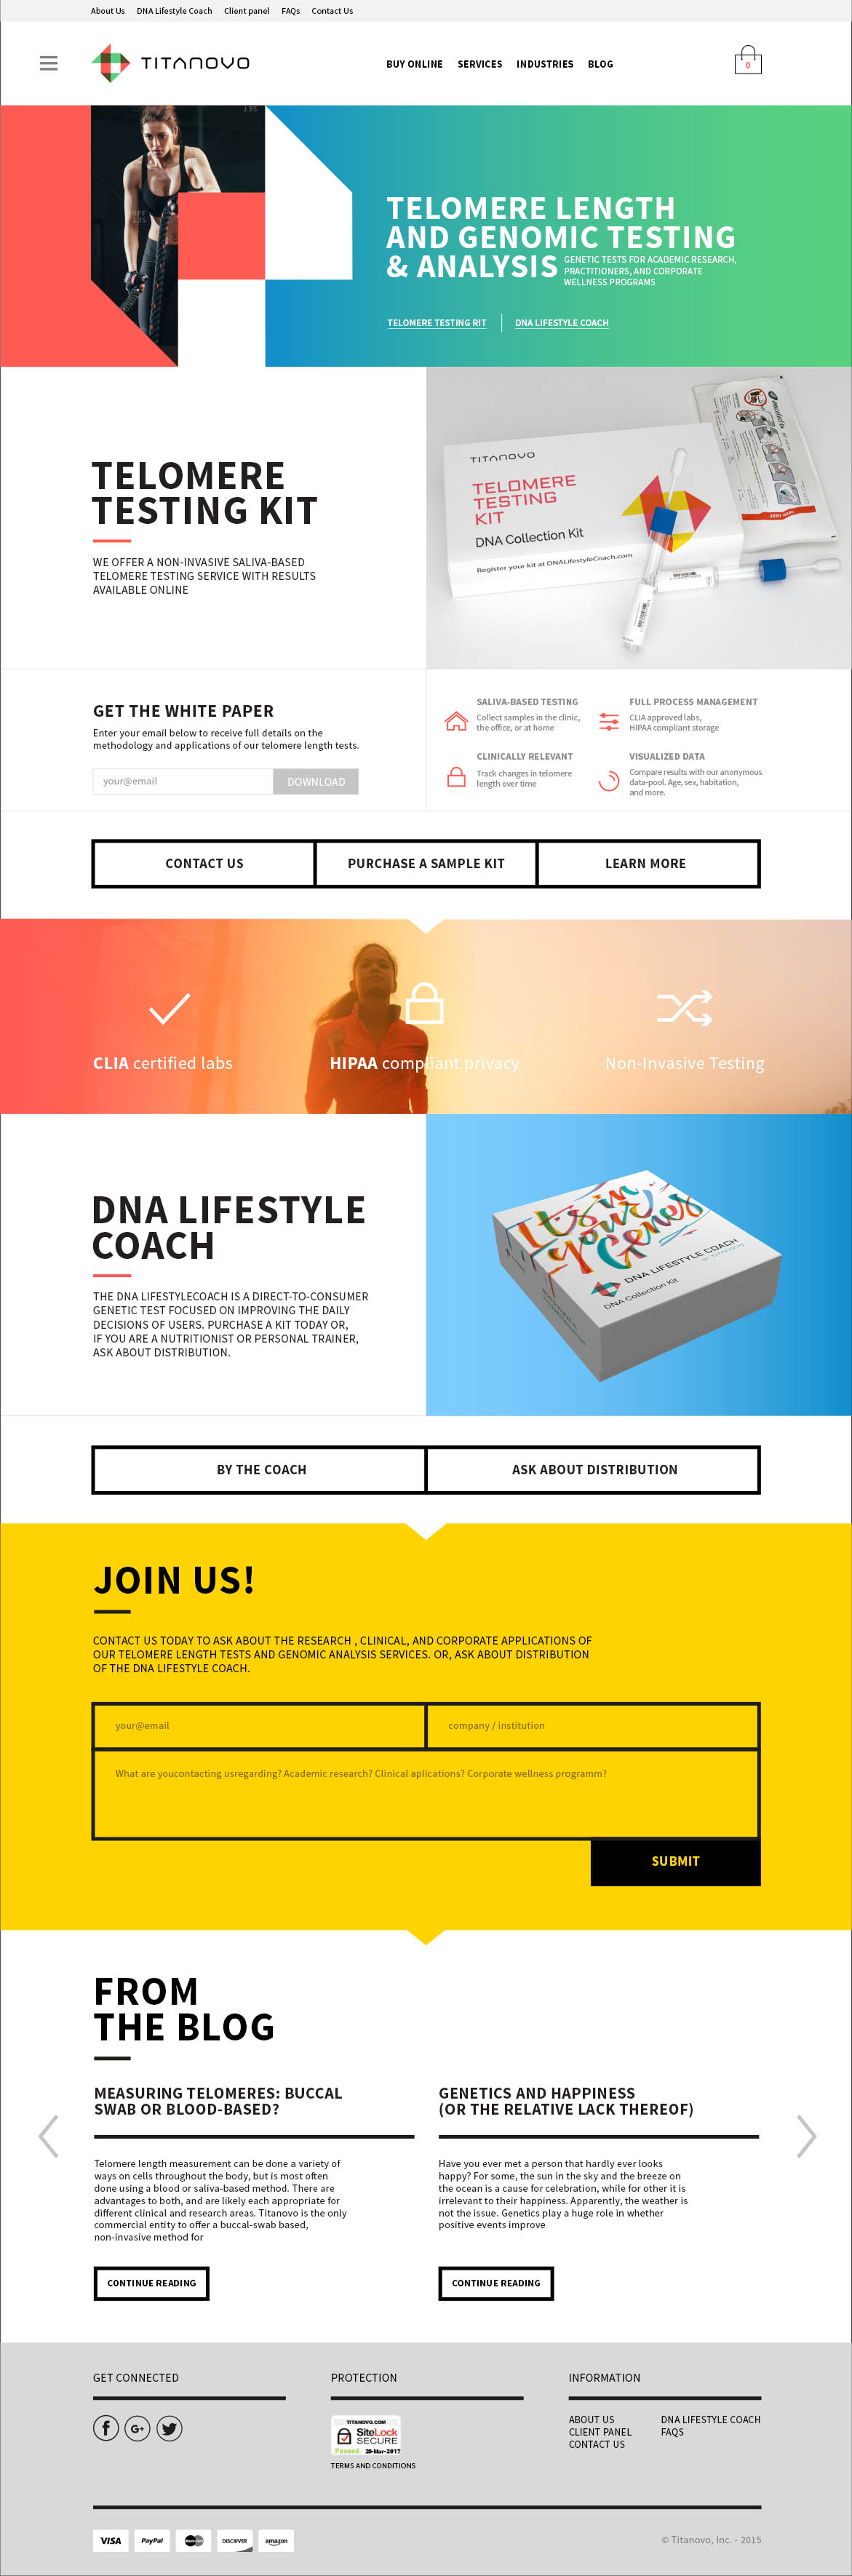 About Us DNA Lifestyle Coach Client panel FAQs Contact Us
TITANOVO
BUY ONLINE SERVICES INDUSTRIES BLOG
0
TELOMERE LENGTH
AND GENOMIC TESTING
& ANALYSIS
GENETIC TESTS FOR ACADEMIC RESEARCH,
PRACTITIONERS, AND CORPORATE
WELLNESS PROGRAMS
TELOMERE TESTING RIT
DNA LIFESTYLE COACH
TELOMERE
TESTING KIT
WE OFFER A NON-INVASIVE SALIVA-BASED
TELOMERE TESTING SERVICE WITH RESULTS
AVAILABLE ONLINE
TITANOVO
TELOMERE
TESTING
KIT
DNA Collection Kit
Register your kit at DNALifestyleCoach.com
GET THE WHITE PAPER
Enter your email below to receive full details on the
methodology and applications of our telomere length tests.
your@email
DOWNLOAD
SALIVA-BASED TESTING
Collect samples in the clinic,
the office, or at home
FULL PROCESS MANAGEMENT
CLIA approved labs,
HIPAA compliant storage
CLINICALLY RELEVANT
Track changes in telomere
length over time
VISUALIZED DATA
Compare results with our anonymous
data-pool. Age, sex, habitation,
and more.
CONTACT US
PURCHASE A SAMPLE KIT
LEARN MORE
CLIA certified labs
HIPAA compliant privacy
Non-Invasive Testing
DNA LIFESTYLE
COACH
THE DNA LIFESTYLECOACH IS A DIRECT-TO-CONSUMER
GENETIC TEST FOCUSED ON IMPROVING THE DAILY
DECISIONS OF USERS. PURCHASE A KIT TODAY OR,
IF YOU ARE A NUTRITIONIST OR PERSONAL TRAINER,
ASK ABOUT DISTRIBUTION.
It's in your Genes
DNA LIFESTYLE COACH
by TITANOVO
DNA Collection Kit
BY THE COACH
ASK ABOUT DISTRIBUTION
JOIN US!
CONTACT US TODAY TO ASK ABOUT THE RESEARCH , CLINICAL, AND CORPORATE APPLICATIONS OF
OUR TELOMERE LENGTH TESTS AND GENOMIC ANALYSIS SERVICES. OR, ASK ABOUT DISTRIBUTION
OF THE DNA LIFESTYLE COACH.
your@email
company / institution
What are youcontacting usregarding? Academic research? Clinical aplications? Corporate wellness programm?
SUBMIT
FROM
THE BLOG
MEASURING TELOMERES: BUCCAL
SWAB OR BLOOD-BASED?
Telomere length measurement can be done a variety of
ways on cells throughout the body, but is most often
done using a blood or saliva-based method. There are
advantages to both, and are likely each appropriate for
different clinical and research areas. Titanovo is the only
commercial entity to offer a buccal-swab based,
non-invasive method for
CONTINUE READING
GENETICS AND HAPPINESS
(OR THE RELATIVE LACK THEREOF)
Have you ever met a person that hardly ever looks
happy? For some, the sun in the sky and the breeze on
the ocean is a cause for celebration, while for other it is
irrelevant to their happiness. Apparently, the weather is
not the issue. Genetics play a huge role in whether
positive events improve
CONTINUE READING
GET CONNECTED
PROTECTION
TITANOVO.COM
SiteLock
SECURE
Passed 20-Mar-2017
TERMS AND CONDITIONS
INFORMATION
ABOUT US
CLIENT PANEL
CONTACT US
DNA LIFESTYLE COACH
FAQS
VISA PayPal MasterCard DISCOVER amazon
© Titanovo, Inc. - 2015